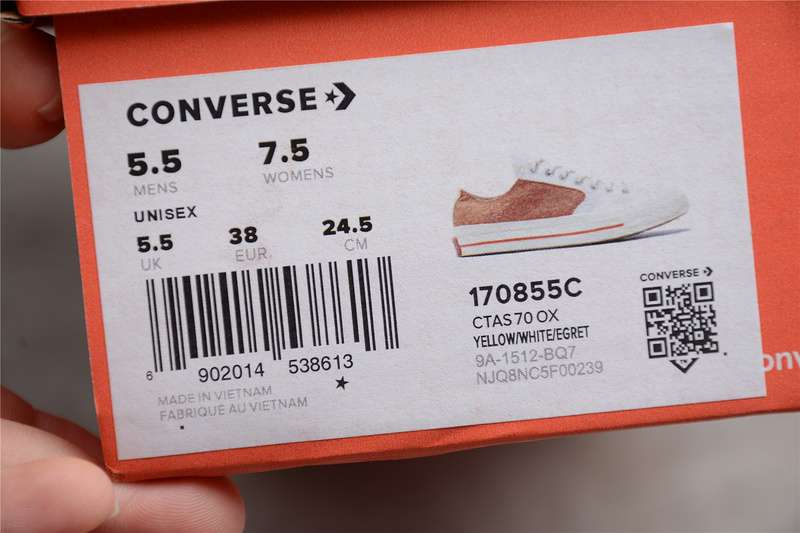 CONVERSE
5.5 7.5
MENS WOMENS
UNISEX
5.5 38 24.5
UK EUR CM
6 902014 538613
MADE IN VIETNAM
FABRIQUE AU VIETNAM
170855C
CTAS 70 OX
YELLOW/WHITE/EGRET
9A-1512-BQ7
NJQ8NC5F00239
CONVERSE
onv